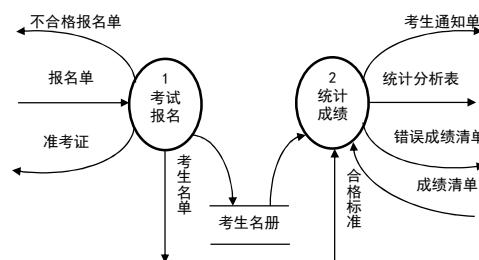 不合格报名单
考生通知单
1
考试
报名
2
统计
成绩
报名单
统计分析表
准考证
错误成绩清单
考生名单
合格标准
成绩清单
考生名册